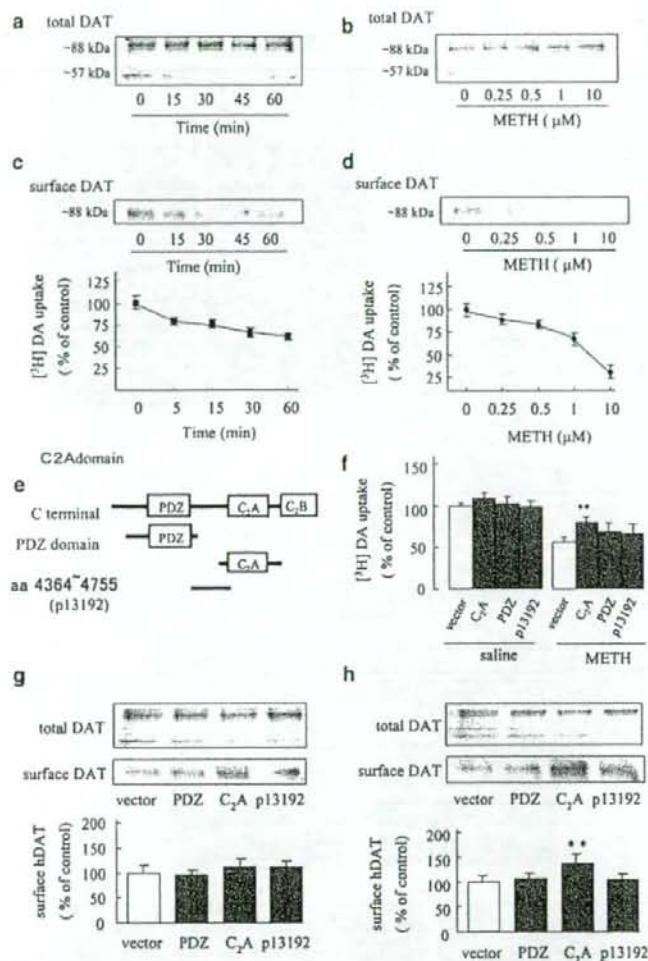 a total DAT
~88 kDa
~57 kDa
0 15 30 45 60
Time (min)
b total DAT
~88 kDa
~57 kDa
0 0.25 0.5 1 10
METH ( μM)
c
surface DAT
~88 kDa
0 15 30 45 60
Time (min)
[³H] DA uptake
( % of control)
125
100
75
50
25
0 5 15 30 60
Time (min)
d
surface DAT
~88 kDa
0 0.25 0.5 1 10
METH ( μM)
[³H] DA uptake
( % of control)
125
100
75
50
25
0 0.25 0.5 1 10
METH ( μM)
C2Adomain
e
C terminal PDZ C₂A C₂B
PDZ domain PDZ
C₂A
aa 4364~4755
(p13192)
f
[³H] DA uptake
( % of control)
150
100
50
0
vector C₂A PDZ p13192 vector C₂A PDZ p13192
**
saline METH
g
total DAT
surface DAT
vector PDZ C₂A p13192
surface hDAT
( % of control)
200
150
100
50
0
vector PDZ C₂A p13192
h
total DAT
surface DAT
vector PDZ C₂A p13192
surface hDAT
( % of control)
200
150
100
50
0
**
vector PDZ C₂A p13192